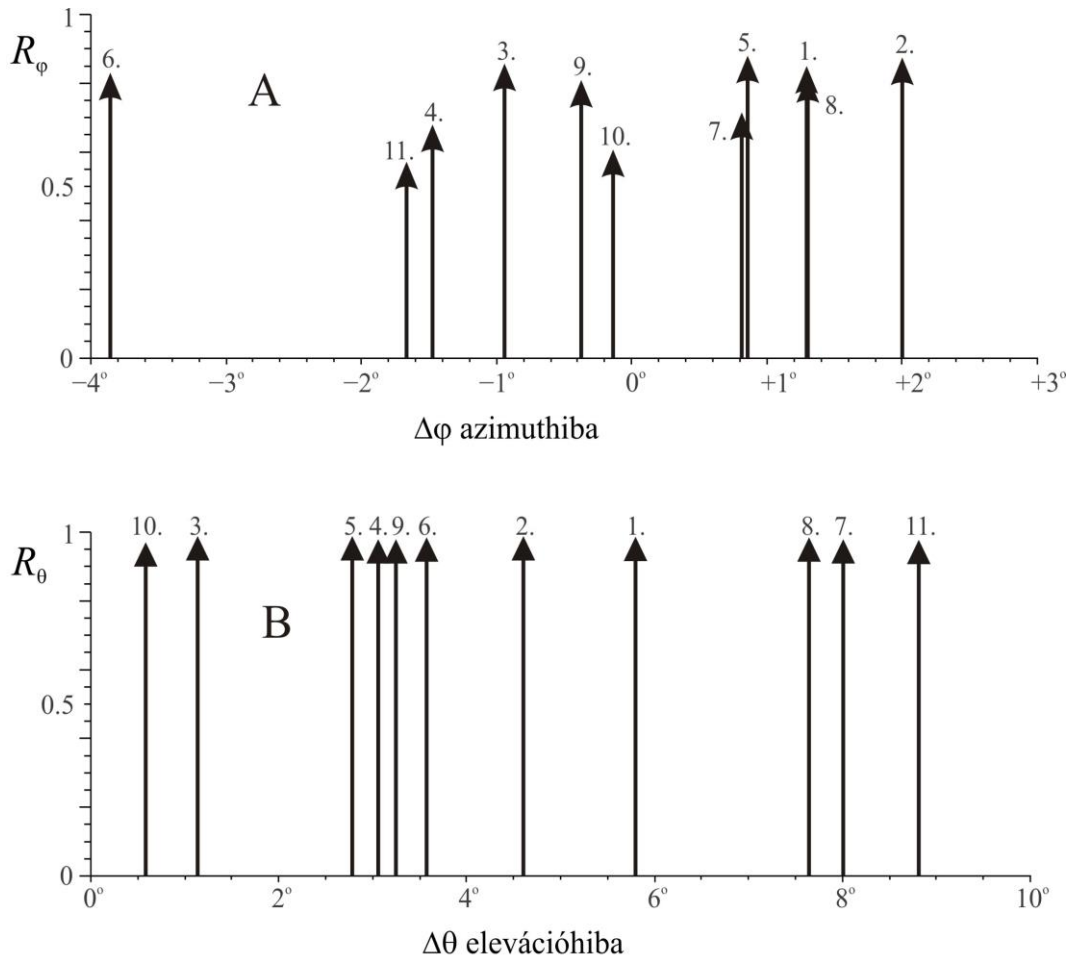 1
R_φ
6.
3.
5.
1.
2.
9.
A
4.
8.
7.
11.
10.
0.5
0
−4° −3° −2° −1° 0° +1° +2° +3°
Δφ azimuthiba
1
10. 3. 5. 4. 9. 6. 2. 1. 8. 7. 11.
R_θ
B
0.5
0
0° 2° 4° 6° 8° 10°
Δθ elevációhiba